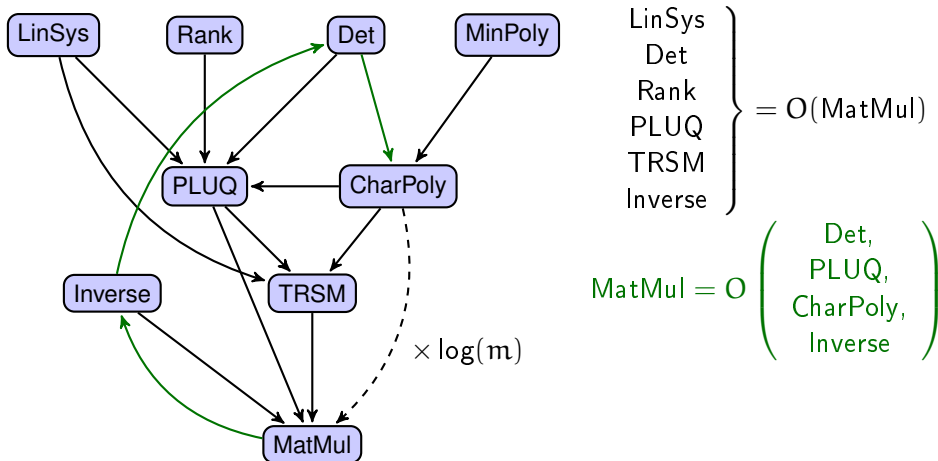 LinSys
Rank
Det
MinPoly
PLUQ
CharPoly
Inverse
TRSM
× log(m)
MatMul
LinSys
Det
Rank
PLUQ
TRSM
Inverse
= O(MatMul)
MatMul = O
Det,
PLUQ,
CharPoly,
Inverse